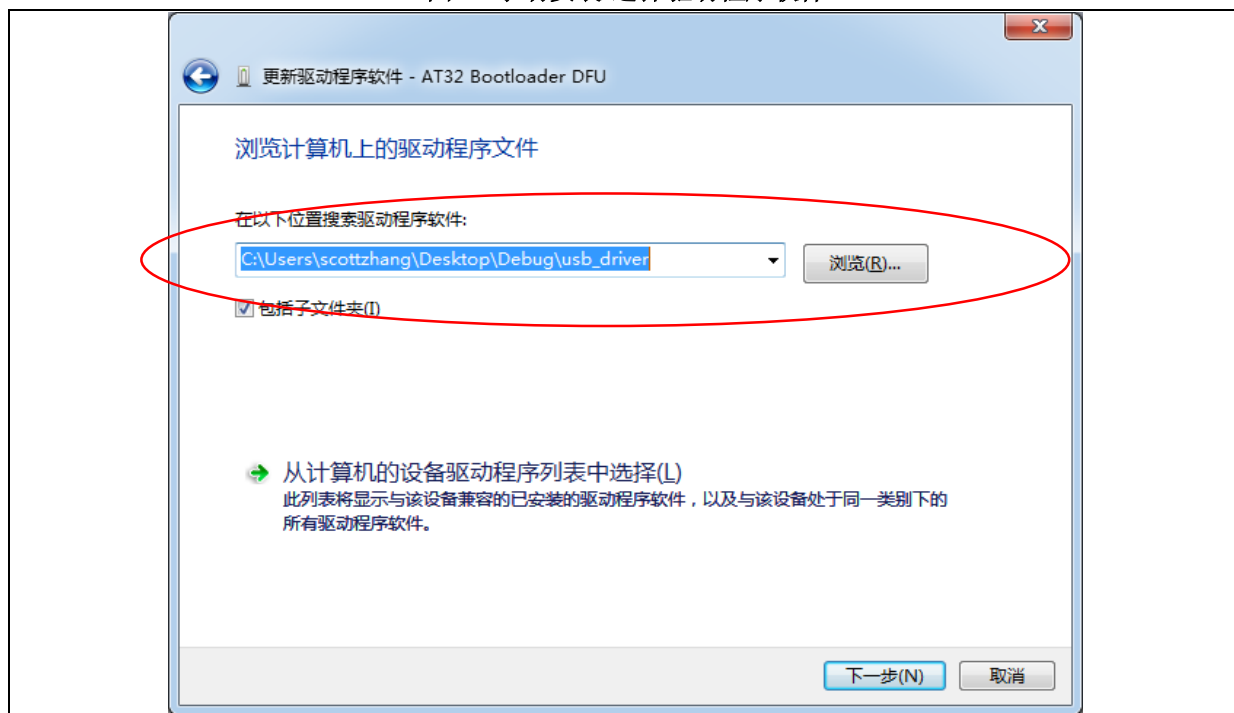 更新驱动程序软件 - AT32 Bootloader DFU
浏览计算机上的驱动程序文件
在以下位置搜索驱动程序软件:
C:\Users\scottzhang\Desktop\Debug\usb_driver
浏览(R)...
包括子文件夹(I)
从计算机的设备驱动程序列表中选择(L)
此列表将显示与该设备兼容的已安装的驱动程序软件，以及与该设备处于同一类别下的
所有驱动程序软件。
下一步(N)
取消